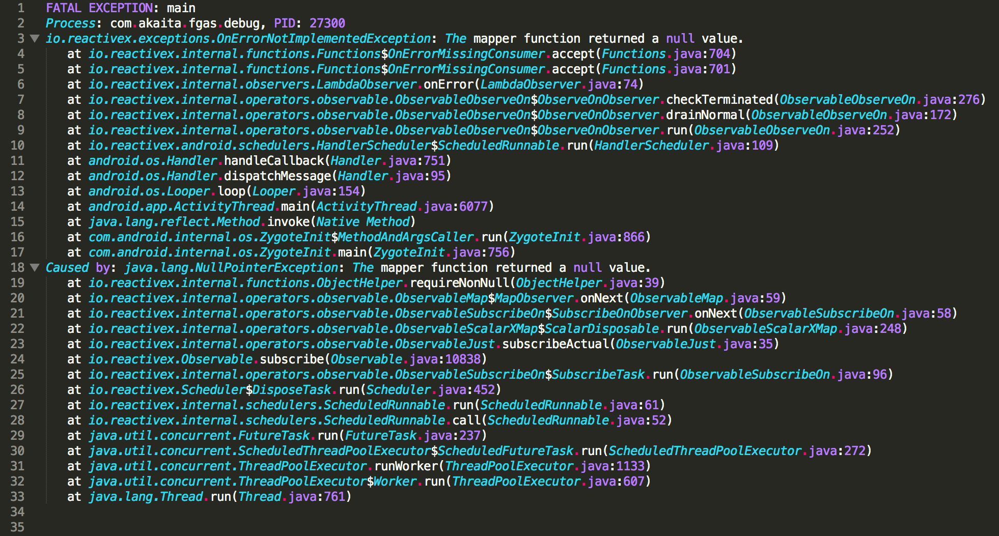 1 FATAL EXCEPTION: main
2 Process: com.akaita.fgas.debug, PID: 27300
3 io.reactivex.exceptions.OnErrorNotImplementedException: The mapper function returned a null value.
4 at io.reactivex.internal.functions.Functions$OnErrorMissingConsumer.accept(Functions.java:704)
5 at io.reactivex.internal.functions.Functions$OnErrorMissingConsumer.accept(Functions.java:701)
6 at io.reactivex.internal.observers.LambdaObserver.onError(LambdaObserver.java:74)
7 at io.reactivex.internal.operators.observable.ObservableObserveOn$ObserveOnObserver.checkTerminated(ObservableObserveOn.java:276)
8 at io.reactivex.internal.operators.observable.ObservableObserveOn$ObserveOnObserver.drainNormal(ObservableObserveOn.java:172)
9 at io.reactivex.internal.operators.observable.ObservableObserveOn$ObserveOnObserver.run(ObservableObserveOn.java:252)
10 at io.reactivex.android.schedulers.HandlerScheduler$ScheduledRunnable.run(HandlerScheduler.java:109)
11 at android.os.Handler.handleCallback(Handler.java:751)
12 at android.os.Handler.dispatchMessage(Handler.java:95)
13 at android.os.Looper.loop(Looper.java:154)
14 at android.app.ActivityThread.main(ActivityThread.java:6077)
15 at java.lang.reflect.Method.invoke(Native Method)
16 at com.android.internal.os.ZygoteInit$MethodAndArgsCaller.run(ZygoteInit.java:866)
17 at com.android.internal.os.ZygoteInit.main(ZygoteInit.java:756)
18 Caused by: java.lang.NullPointerException: The mapper function returned a null value.
19 at io.reactivex.internal.functions.ObjectHelper.requireNonNull(ObjectHelper.java:39)
20 at io.reactivex.internal.operators.observable.ObservableMap$MapObserver.onNext(ObservableMap.java:59)
21 at io.reactivex.internal.operators.observable.ObservableSubscribeOn$SubscribeOnObserver.onNext(ObservableSubscribeOn.java:58)
22 at io.reactivex.internal.operators.observable.ObservableScalarXMap$ScalarDisposable.run(ObservableScalarXMap.java:248)
23 at io.reactivex.internal.operators.observable.ObservableJust.subscribeActual(ObservableJust.java:35)
24 at io.reactivex.Observable.subscribe(Observable.java:10838)
25 at io.reactivex.internal.operators.observable.ObservableSubscribeOn$SubscribeTask.run(ObservableSubscribeOn.java:96)
26 at io.reactivex.Scheduler$DisposeTask.run(Scheduler.java:452)
27 at io.reactivex.internal.schedulers.ScheduledRunnable.run(ScheduledRunnable.java:61)
28 at io.reactivex.internal.schedulers.ScheduledRunnable.call(ScheduledRunnable.java:52)
29 at java.util.concurrent.FutureTask.run(FutureTask.java:237)
30 at java.util.concurrent.ScheduledThreadPoolExecutor$ScheduledFutureTask.run(ScheduledThreadPoolExecutor.java:272)
31 at java.util.concurrent.ThreadPoolExecutor.runWorker(ThreadPoolExecutor.java:1133)
32 at java.util.concurrent.ThreadPoolExecutor$Worker.run(ThreadPoolExecutor.java:607)
33 at java.lang.Thread.run(Thread.java:761)
34
35